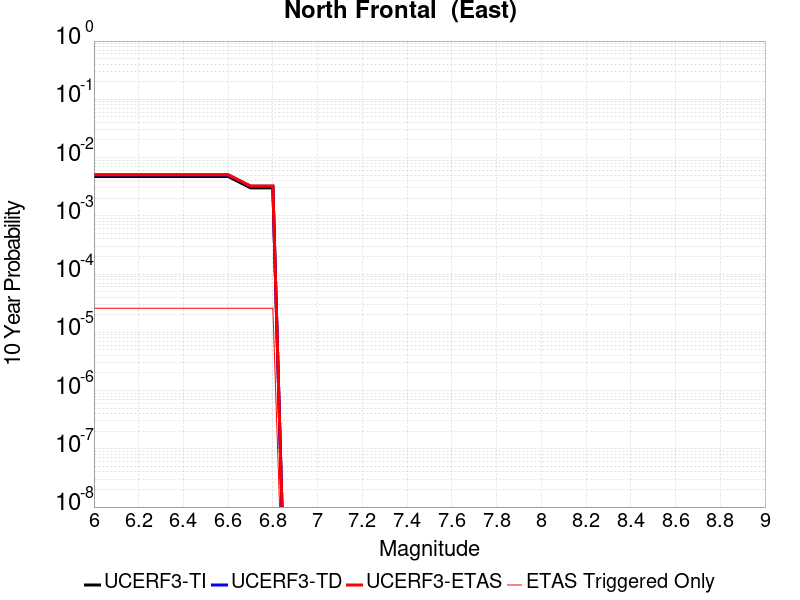 North Frontal  (East)
10^0
10^-1
10^-2
10^-3
10^-4
10^-5
10^-6
10^-7
10^-8
10 Year Probability
6 6.2 6.4 6.6 6.8 7 7.2 7.4 7.6 7.8 8 8.2 8.4 8.6 8.8 9
Magnitude
UCERF3-TI UCERF3-TD UCERF3-ETAS ETAS Triggered Only